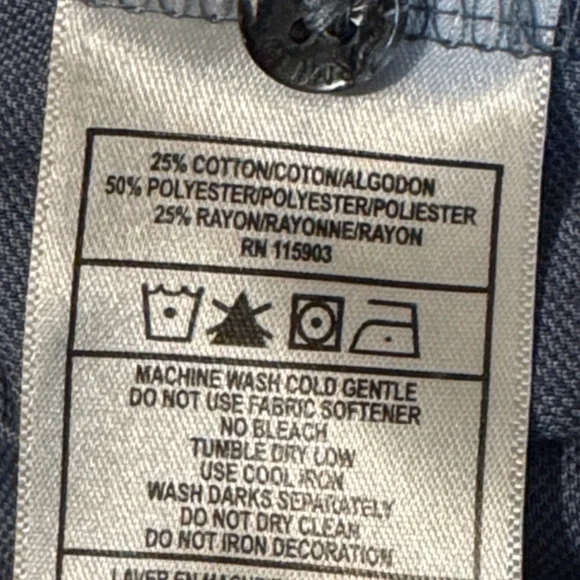 25% COTTON/COTON/ALGODON
50% POLYESTER/POLYESTER/POLIESTER
25% RAYON/RAYONNE/RAYON
RN 115903
MACHINE WASH COLD GENTLE
DO NOT USE FABRIC SOFTENER
NO BLEACH
TUMBLE DRY LOW
USE COOL IRON
WASH DARKS SEPARATELY
DO NOT DRY CLEAN
DO NOT IRON DECORATION
LAVER EN